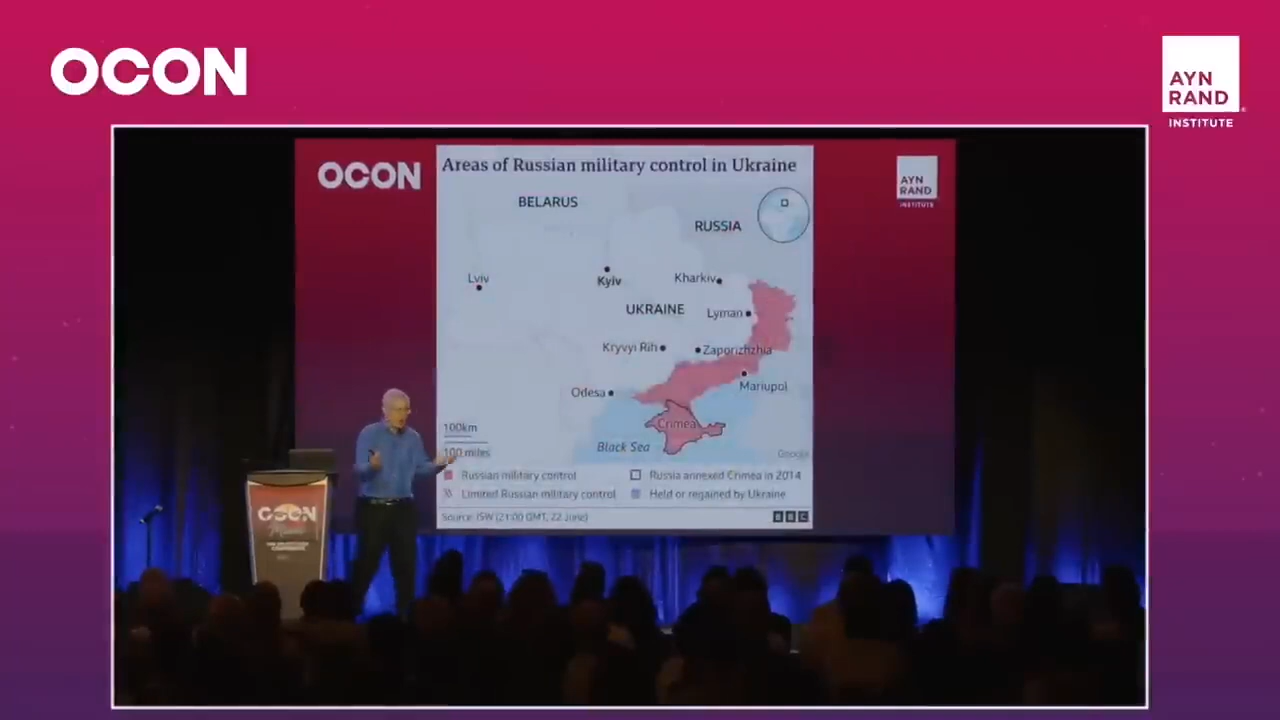 OCON
AYN
RAND
INSTITUTE
OCON
AYN
RAND
INSTITUTE
Areas of Russian military control in Ukraine
BELARUS
RUSSIA
Lviv
Kyiv
Kharkiv
UKRAINE
Lyman
Kryvyi Rih
Zaporizhzhia
Mariupol
Odesa
Crimea
100km
100 miles
Black Sea
Google
Russian military control
Russia annexed Crimea in 2014
Limited Russian military control
Held or regained by Ukraine
Source: ISW (21:00 GMT, 22 June)
BBC
OCON
Miami